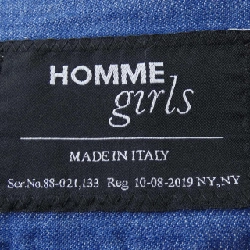 HOMME
girls
MADE IN ITALY
Ser.No.88-021,133 Reg 10-08-2019 NY,NY